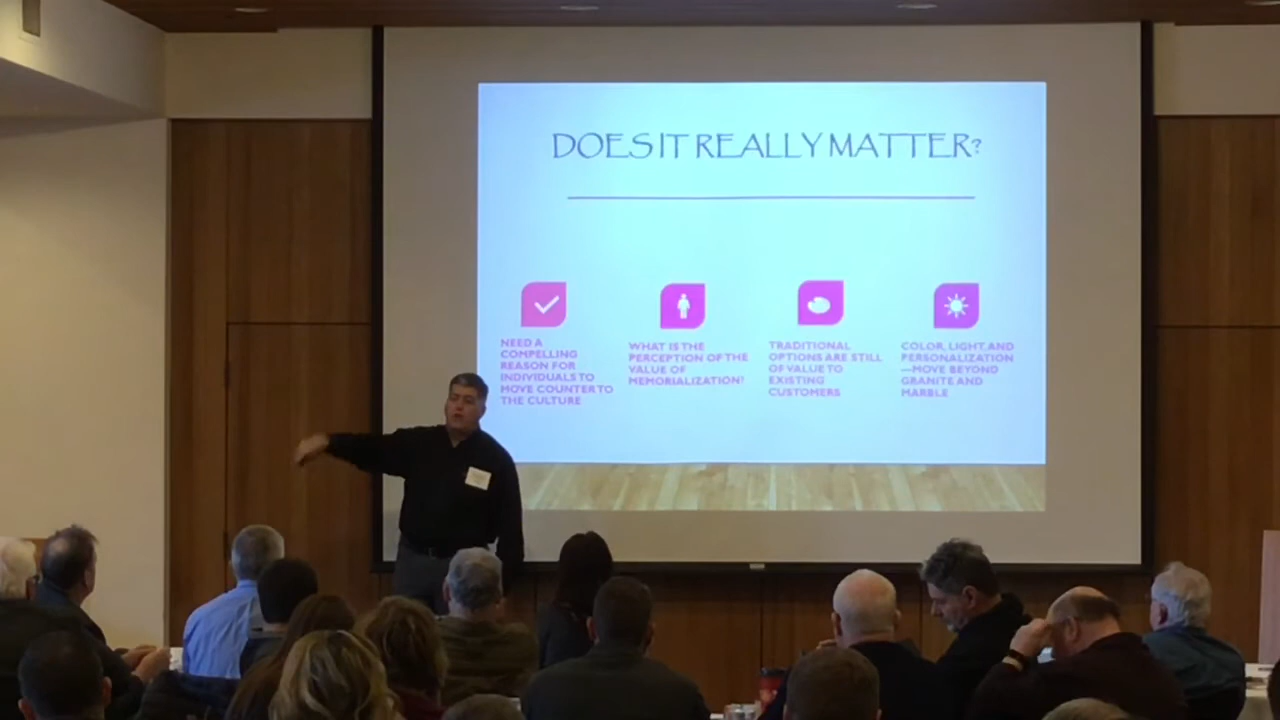 DOES IT REALLY MATTER?
NEED A
COMPELLING
REASON FOR
INDIVIDUALS TO
MOVE COUNTER TO
THE CULTURE
WHAT IS THE
PERCEPTION OF THE
VALUE OF
MEMORIALIZATION?
TRADITIONAL
OPTIONS ARE STILL
OF VALUE TO
EXISTING
CUSTOMERS
COLOR, LIGHT, AND
PERSONALIZATION
—MOVE BEYOND
GRANITE AND
MARBLE